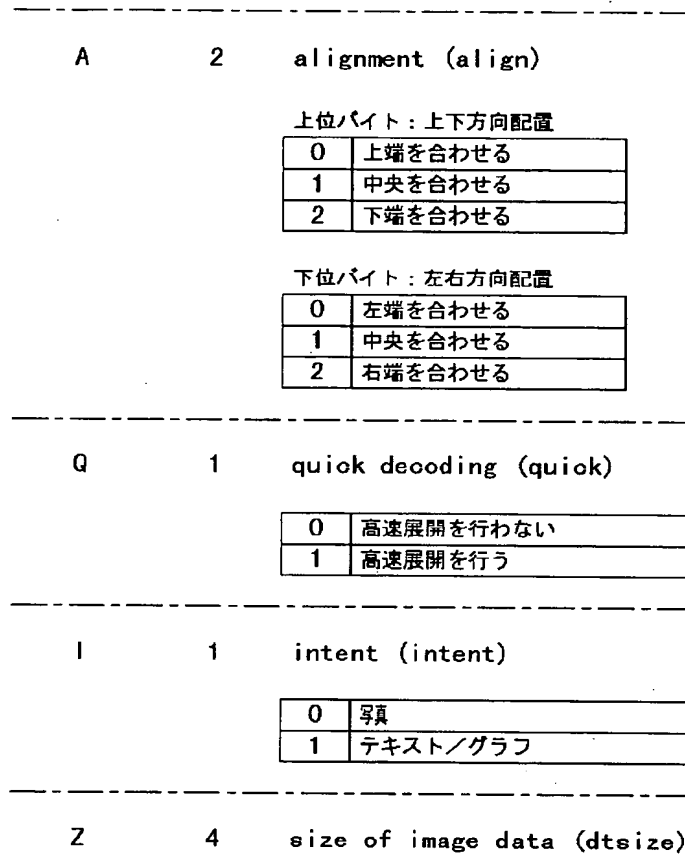 A 2 alignment (align)
上位バイト：上下方向配置
0 上端を合わせる
1 中央を合わせる
2 下端を合わせる
下位バイト：左右方向配置
0 左端を合わせる
1 中央を合わせる
2 右端を合わせる
Q 1 quick decoding (quick)
0 高速展開を行わない
1 高速展開を行う
I 1 intent (intent)
0 写真
1 テキスト／グラフ
Z 4 size of image data (dtsize)